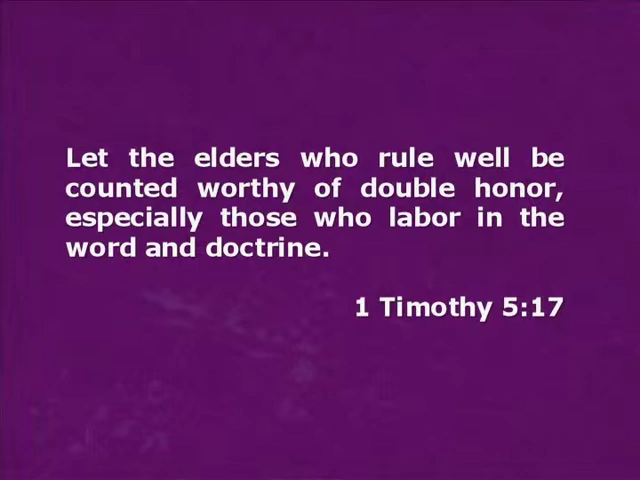 Let the elders who rule well be
counted worthy of double honor,
especially those who labor in the
word and doctrine.
1 Timothy 5:17